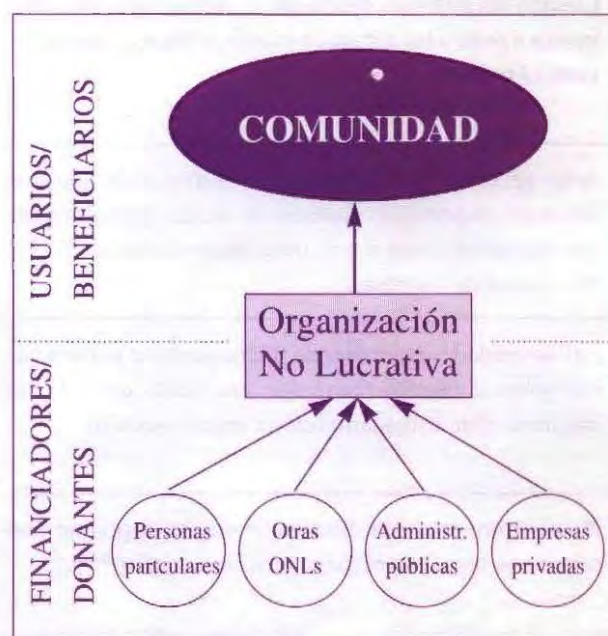 USUARIOS/
BENEFICIARIOS
COMUNIDAD
Organización
No Lucrativa
FINANCIADORES/
DONANTES
Personas
partculares
Otras
ONLs
Administr.
públicas
Empresas
privadas